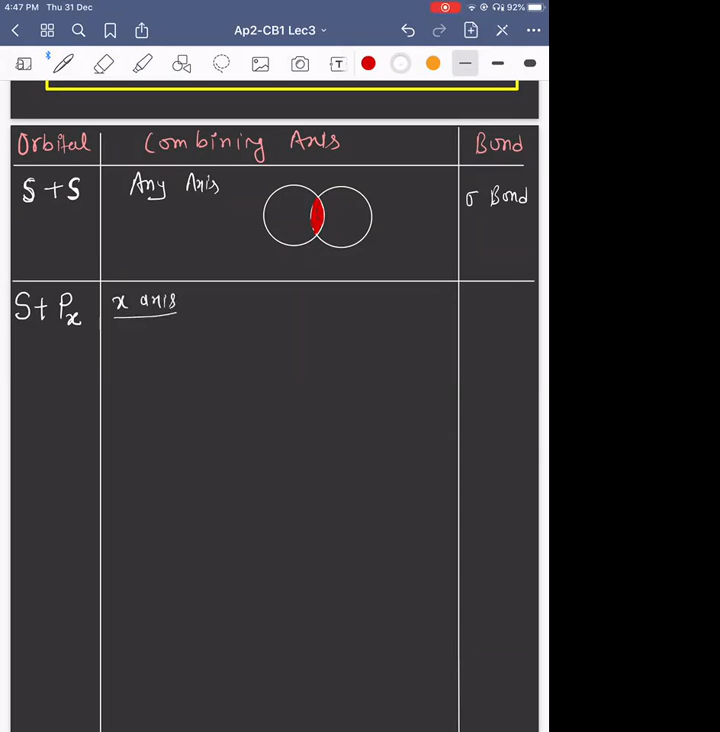 4:47 PM Thu 31 Dec
92%
Ap2-CB1 Lec3
T
Orbital Combining Axis Bond
S + S Any Axis σ Bond
S + Px x axis